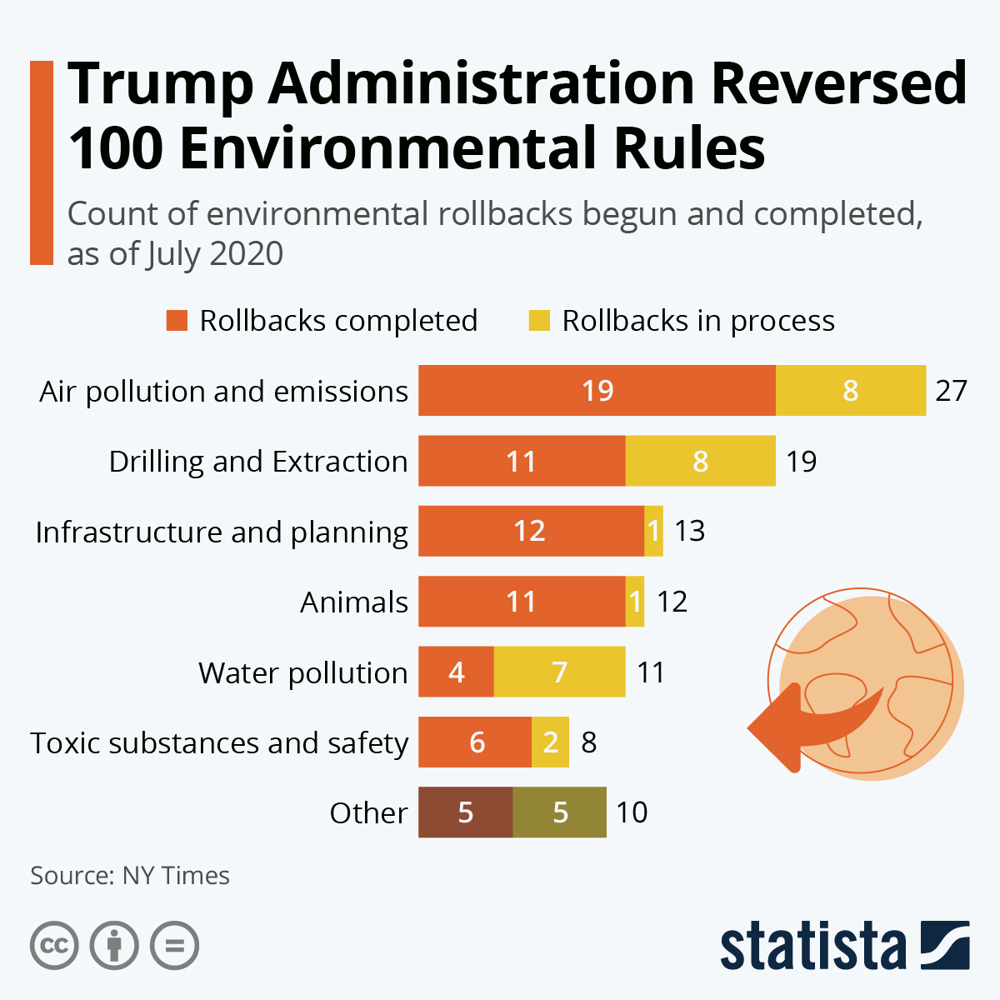 Trump Administration Reversed
100 Environmental Rules
Count of environmental rollbacks begun and completed,
as of July 2020
Rollbacks completed Rollbacks in process
Air pollution and emissions 19 8 27
Drilling and Extraction 11 8 19
Infrastructure and planning 12 1 13
Animals 11 1 12
Water pollution 4 7 11
Toxic substances and safety 6 2 8
Other 5 5 10
Source: NY Times
cc statista